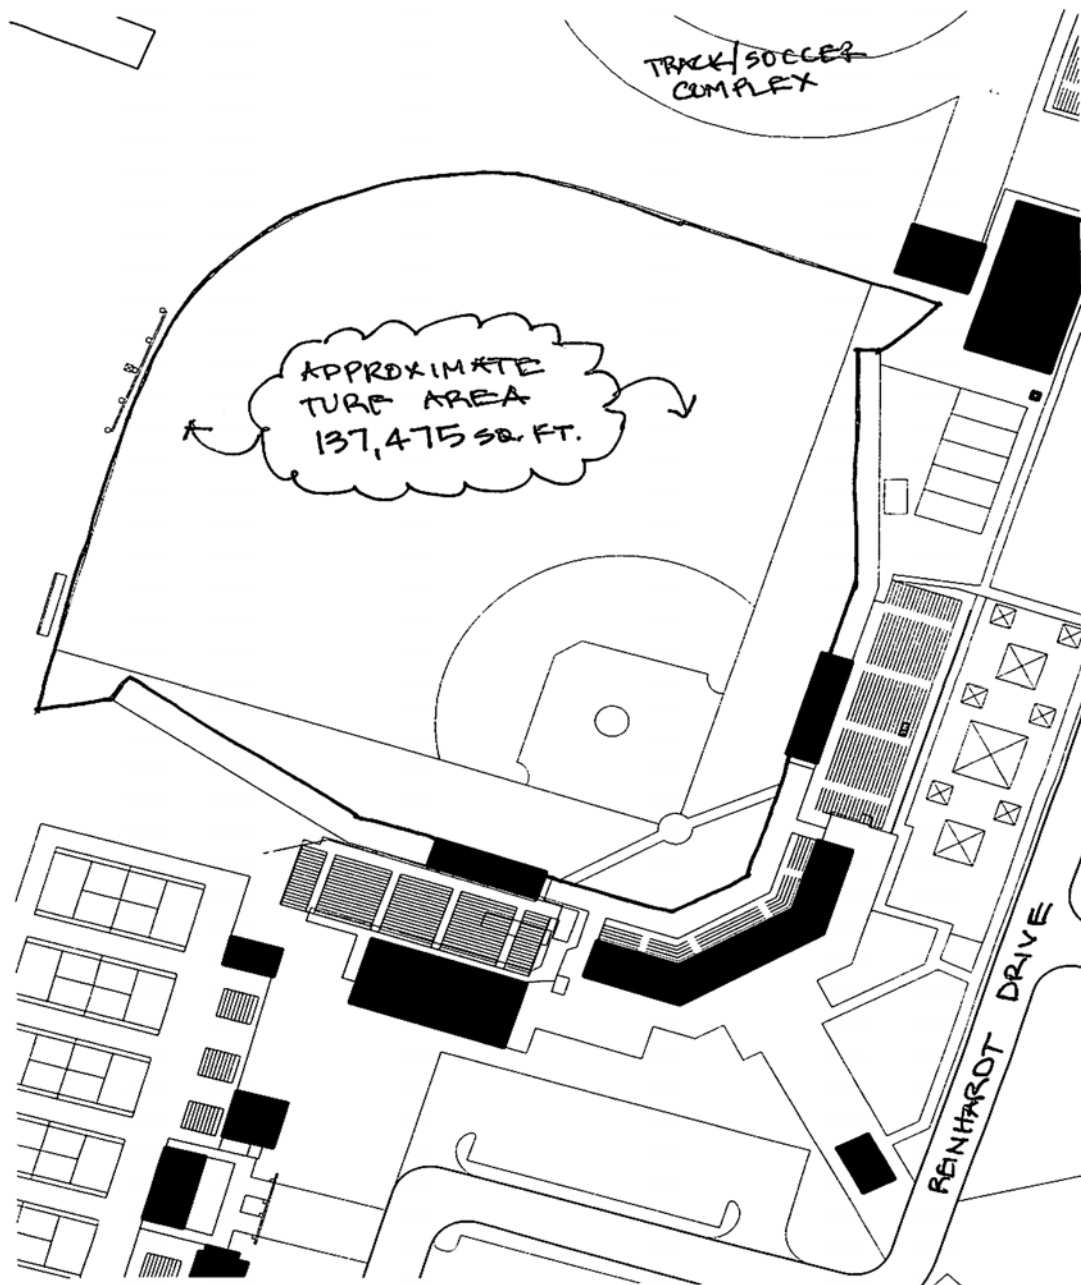 TRACK/SOCCER
COMPLEX
APPROXIMATE
TURF AREA
137,475 SQ. FT.
REINHARDT DRIVE